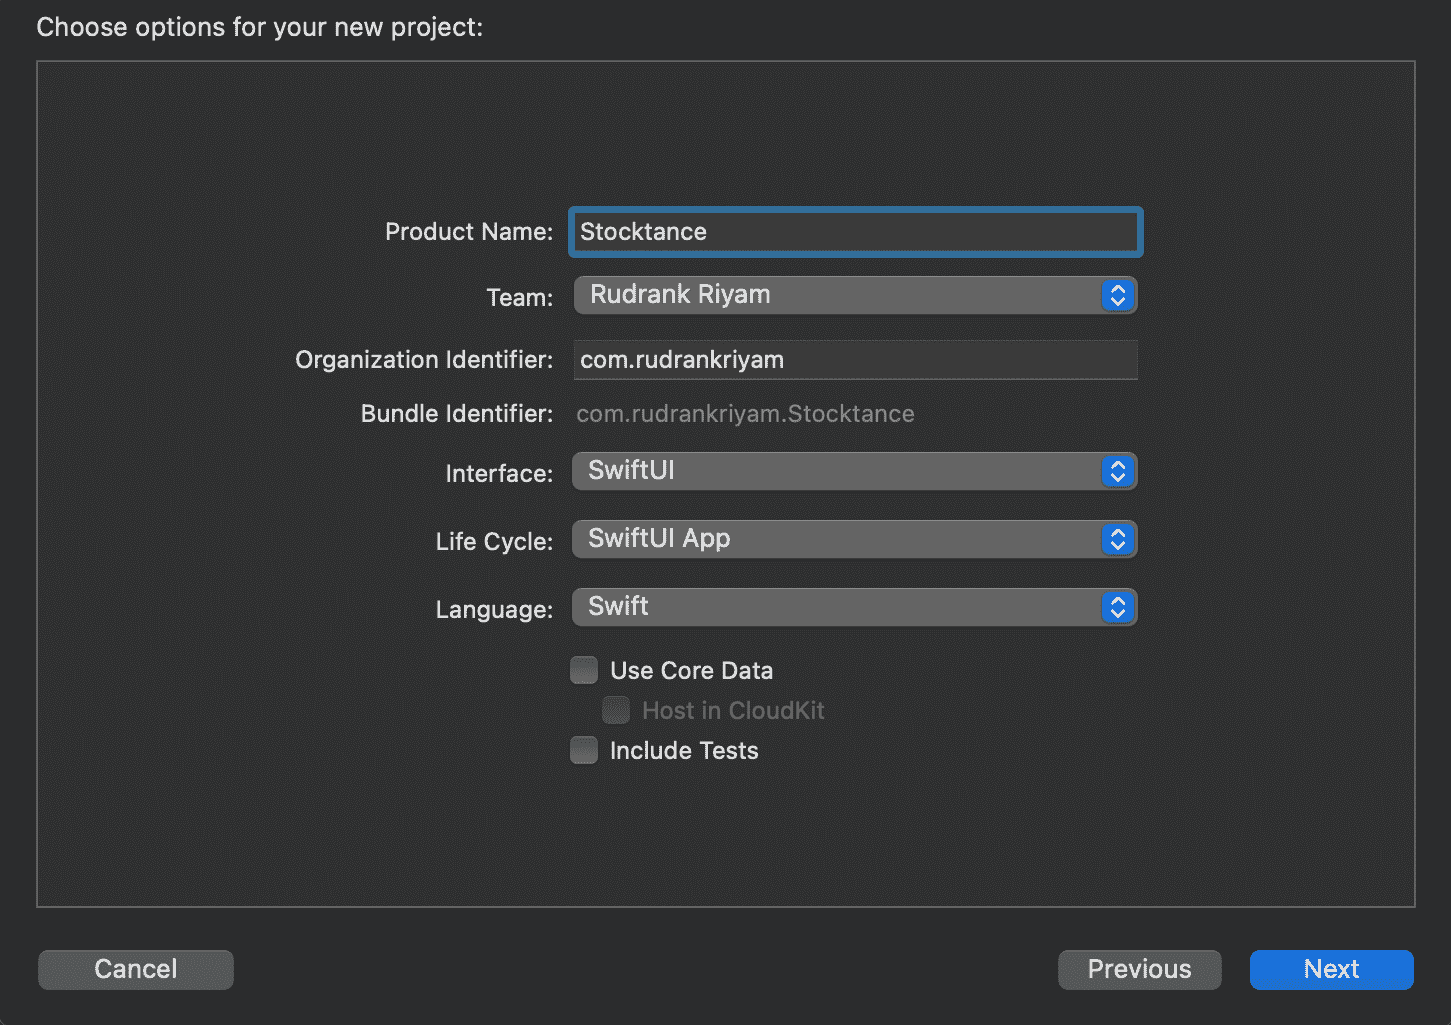 Choose options for your new project:
Product Name: Stocktance
Team: Rudrank Riyam
Organization Identifier: com.rudrankriyam
Bundle Identifier: com.rudrankriyam.Stocktance
Interface: SwiftUI
Life Cycle: SwiftUI App
Language: Swift
Use Core Data
Host in CloudKit
Include Tests
Cancel Previous Next